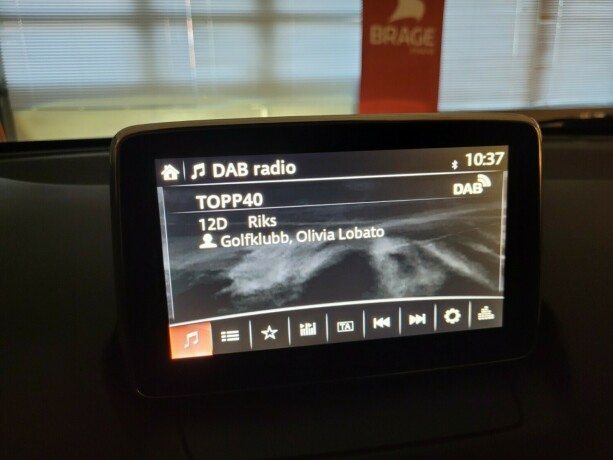 BRAGE
DAB radio 10:37
TOPP40 DAB
12D Riks
Golfklubb, Olivia Lobato
TA